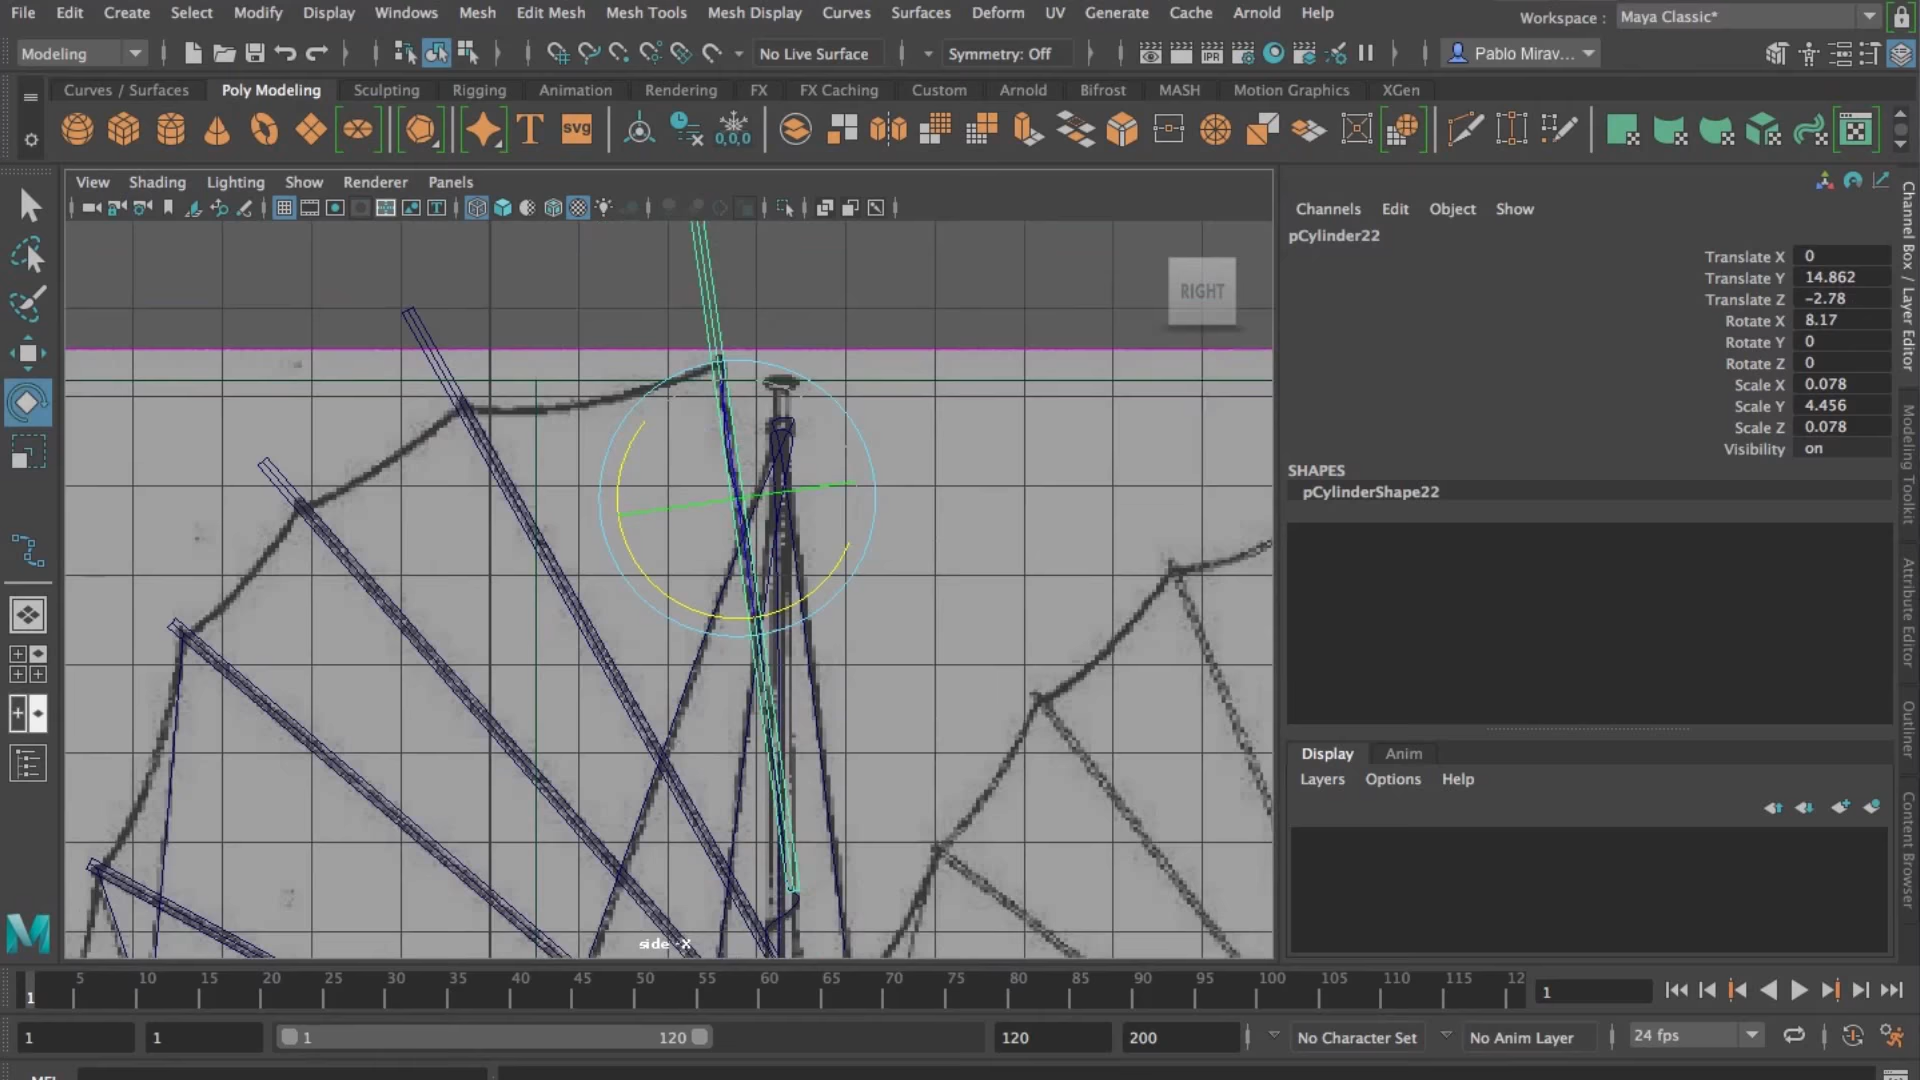 File Edit Create Select Modify Display Windows Mesh Edit Mesh Mesh Tools Mesh Display Curves Surfaces Deform UV Generate Cache Arnold Help
Workspace : Maya Classic*
Modeling No Live Surface Symmetry: Off IPR Pablo Mirav...
Curves / Surfaces Poly Modeling Sculpting Rigging Animation Rendering FX FX Caching Custom Arnold Bifrost MASH Motion Graphics XGen
T SVG 0,0,0
View Shading Lighting Show Renderer Panels
RIGHT
side -X
Channels Edit Object Show
pCylinder22
Translate X 0
Translate Y 14.862
Translate Z -2.78
Rotate X 8.17
Rotate Y 0
Rotate Z 0
Scale X 0.078
Scale Y 4.456
Scale Z 0.078
Visibility on
SHAPES
pCylinderShape22
Display Anim
Layers Options Help
Channel Box / Layer Editor
Modeling Toolkit
Attribute Editor
Outliner
Content Browser
1 5 10 15 20 25 30 35 40 45 50 55 60 65 70 75 80 85 90 95 100 105 110 115 12
1
1 1 1 120 120 200 No Character Set No Anim Layer 24 fps